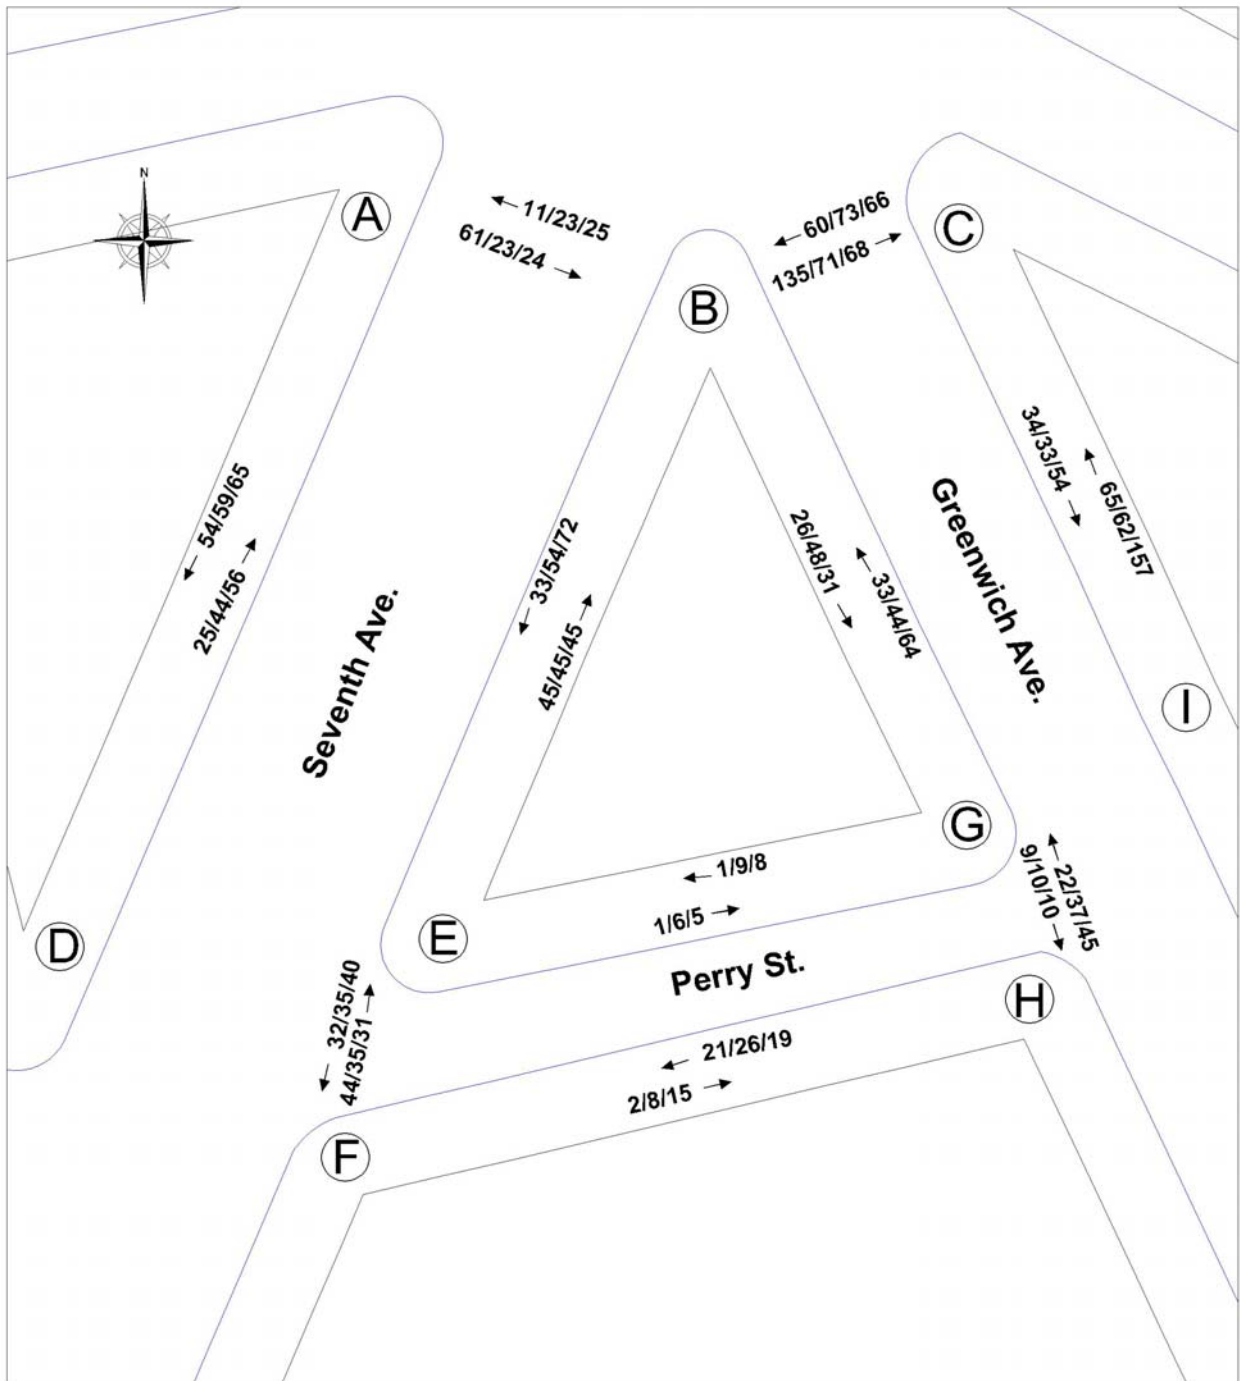 N
A
11/23/25
61/23/24
60/73/66
135/71/68
C
B
54/59/65
25/44/56
33/54/72
45/45/45
26/48/31
33/44/64
34/33/54
65/62/157
Seventh Ave.
Greenwich Ave.
I
G
1/9/8
1/6/5
9/10/10
22/37/45
D
E
Perry St.
H
32/35/40
44/35/31
21/26/19
2/8/15
F